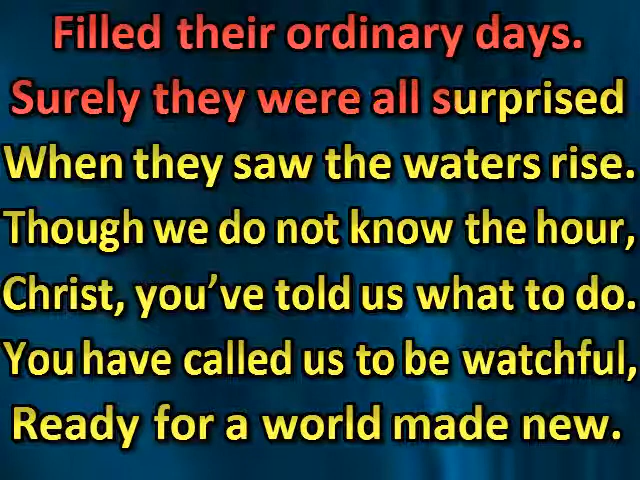 Filled their ordinary days.
Surely they were all surprised
When they saw the waters rise.
Though we do not know the hour,
Christ, you’ve told us what to do.
You have called us to be watchful,
Ready for a world made new.